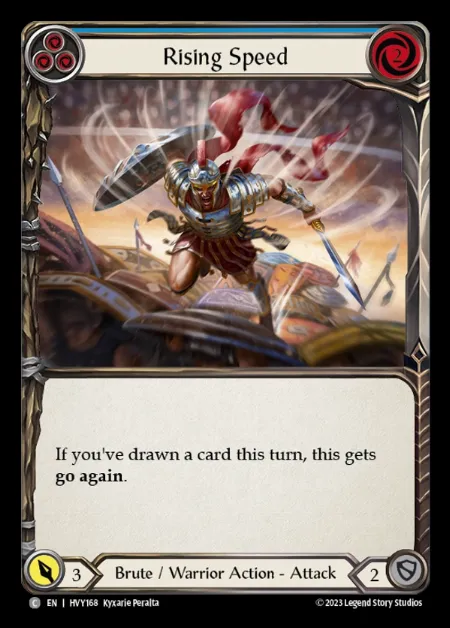 Rising Speed
2
If you've drawn a card this turn, this gets
go again.
3
Brute / Warrior Action - Attack
2
C EN | HVY168 Kyxarie Peralta
© 2023 Legend Story Studios